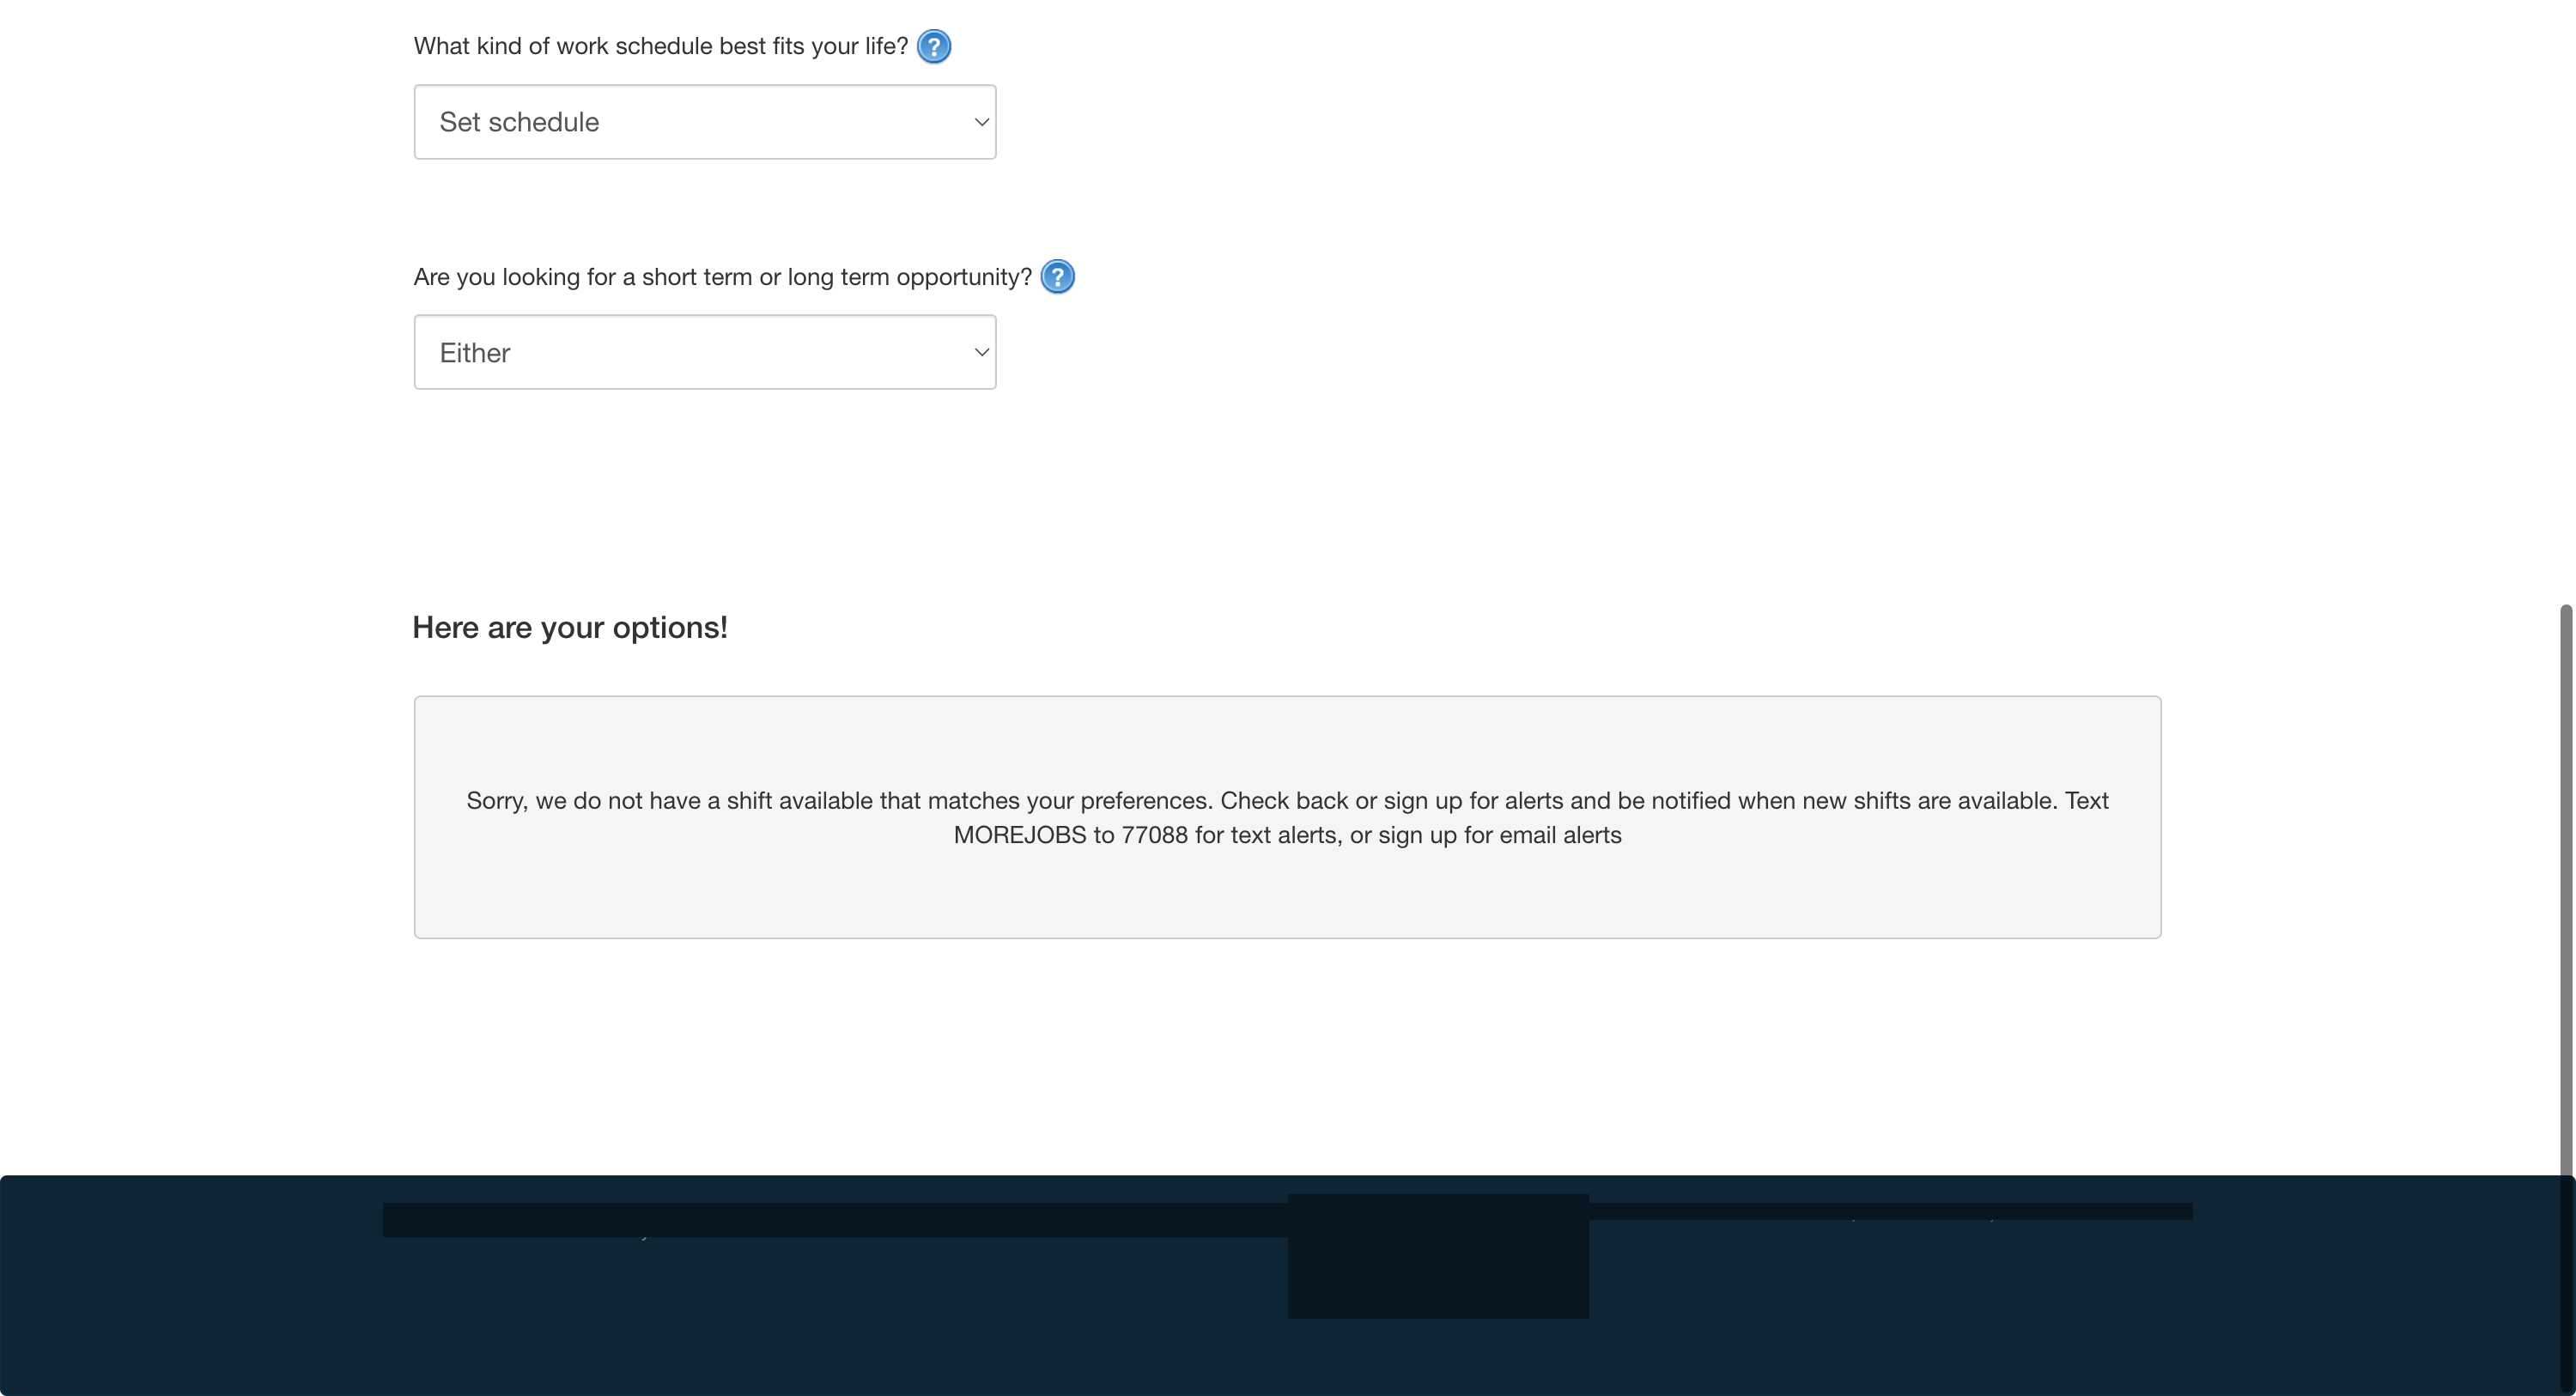 What kind of work schedule best fits your life? ?
Set schedule
Are you looking for a short term or long term opportunity? ?
Either
Here are your options!
Sorry, we do not have a shift available that matches your preferences. Check back or sign up for alerts and be notified when new shifts are available. Text
MOREJOBS to 77088 for text alerts, or sign up for email alerts